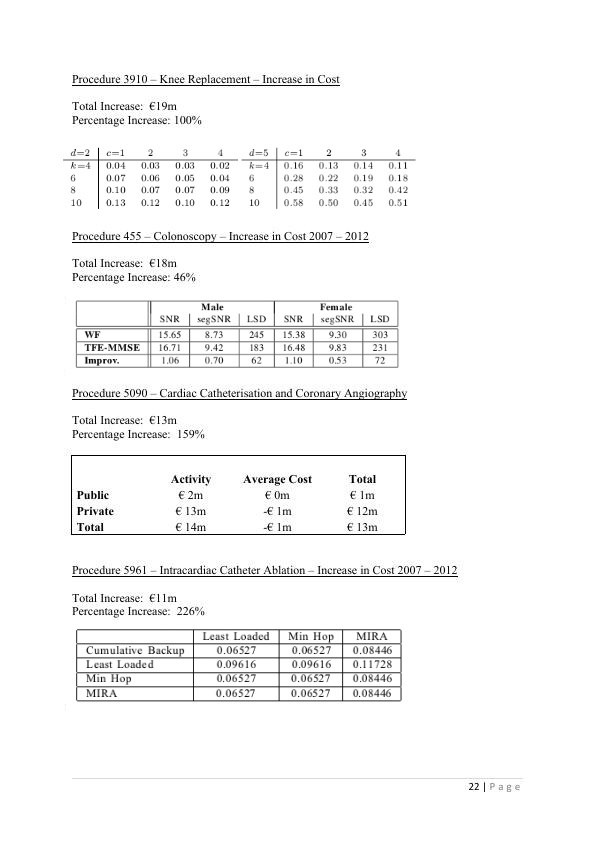 Procedure 3910 – Knee Replacement – Increase in Cost
Total Increase: €19m
Percentage Increase: 100%
d=2 c=1 2 3 4 d=5 c=1 2 3 4
k=4 0.04 0.03 0.03 0.02 k=4 0.16 0.13 0.14 0.11
6 0.07 0.06 0.05 0.04 6 0.28 0.22 0.19 0.18
8 0.10 0.07 0.07 0.09 8 0.45 0.33 0.32 0.42
10 0.13 0.12 0.10 0.12 10 0.58 0.50 0.45 0.51
Procedure 455 – Colonoscopy – Increase in Cost 2007 – 2012
Total Increase: €18m
Percentage Increase: 46%
Male Female
SNR segSNR LSD SNR segSNR LSD
WF 15.65 8.73 245 15.38 9.30 303
TFE-MMSE 16.71 9.42 183 16.48 9.83 231
Improv. 1.06 0.70 62 1.10 0.53 72
Procedure 5090 – Cardiac Catheterisation and Coronary Angiography
Total Increase: €13m
Percentage Increase: 159%
Activity Average Cost Total
Public € 2m € 0m € 1m
Private € 13m -€ 1m € 12m
Total € 14m -€ 1m € 13m
Procedure 5961 – Intracardiac Catheter Ablation – Increase in Cost 2007 – 2012
Total Increase: €11m
Percentage Increase: 226%
Least Loaded Min Hop MIRA
Cumulative Backup 0.06527 0.06527 0.08446
Least Loaded 0.09616 0.09616 0.11728
Min Hop 0.06527 0.06527 0.08446
MIRA 0.06527 0.06527 0.08446
22 | Page